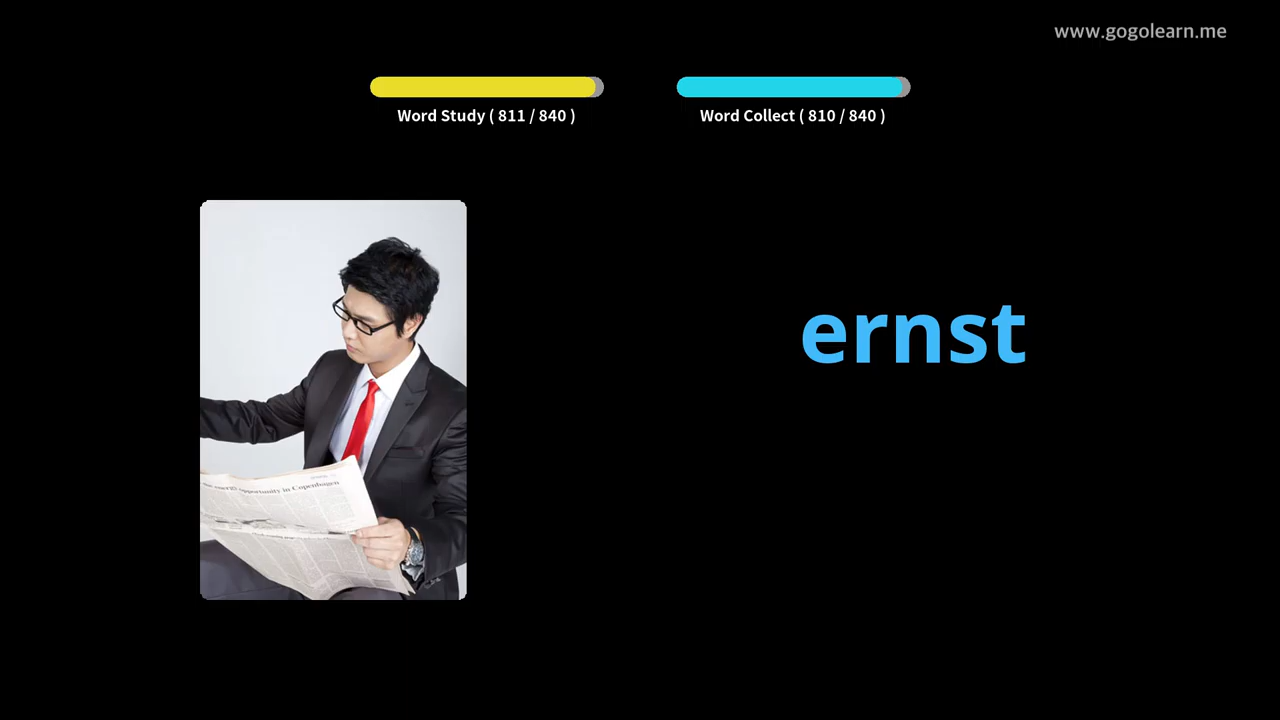 www.gogolearn.me
Word Study ( 811 / 840 )
Word Collect ( 810 / 840 )
ernst
opportunity in Copenhagen